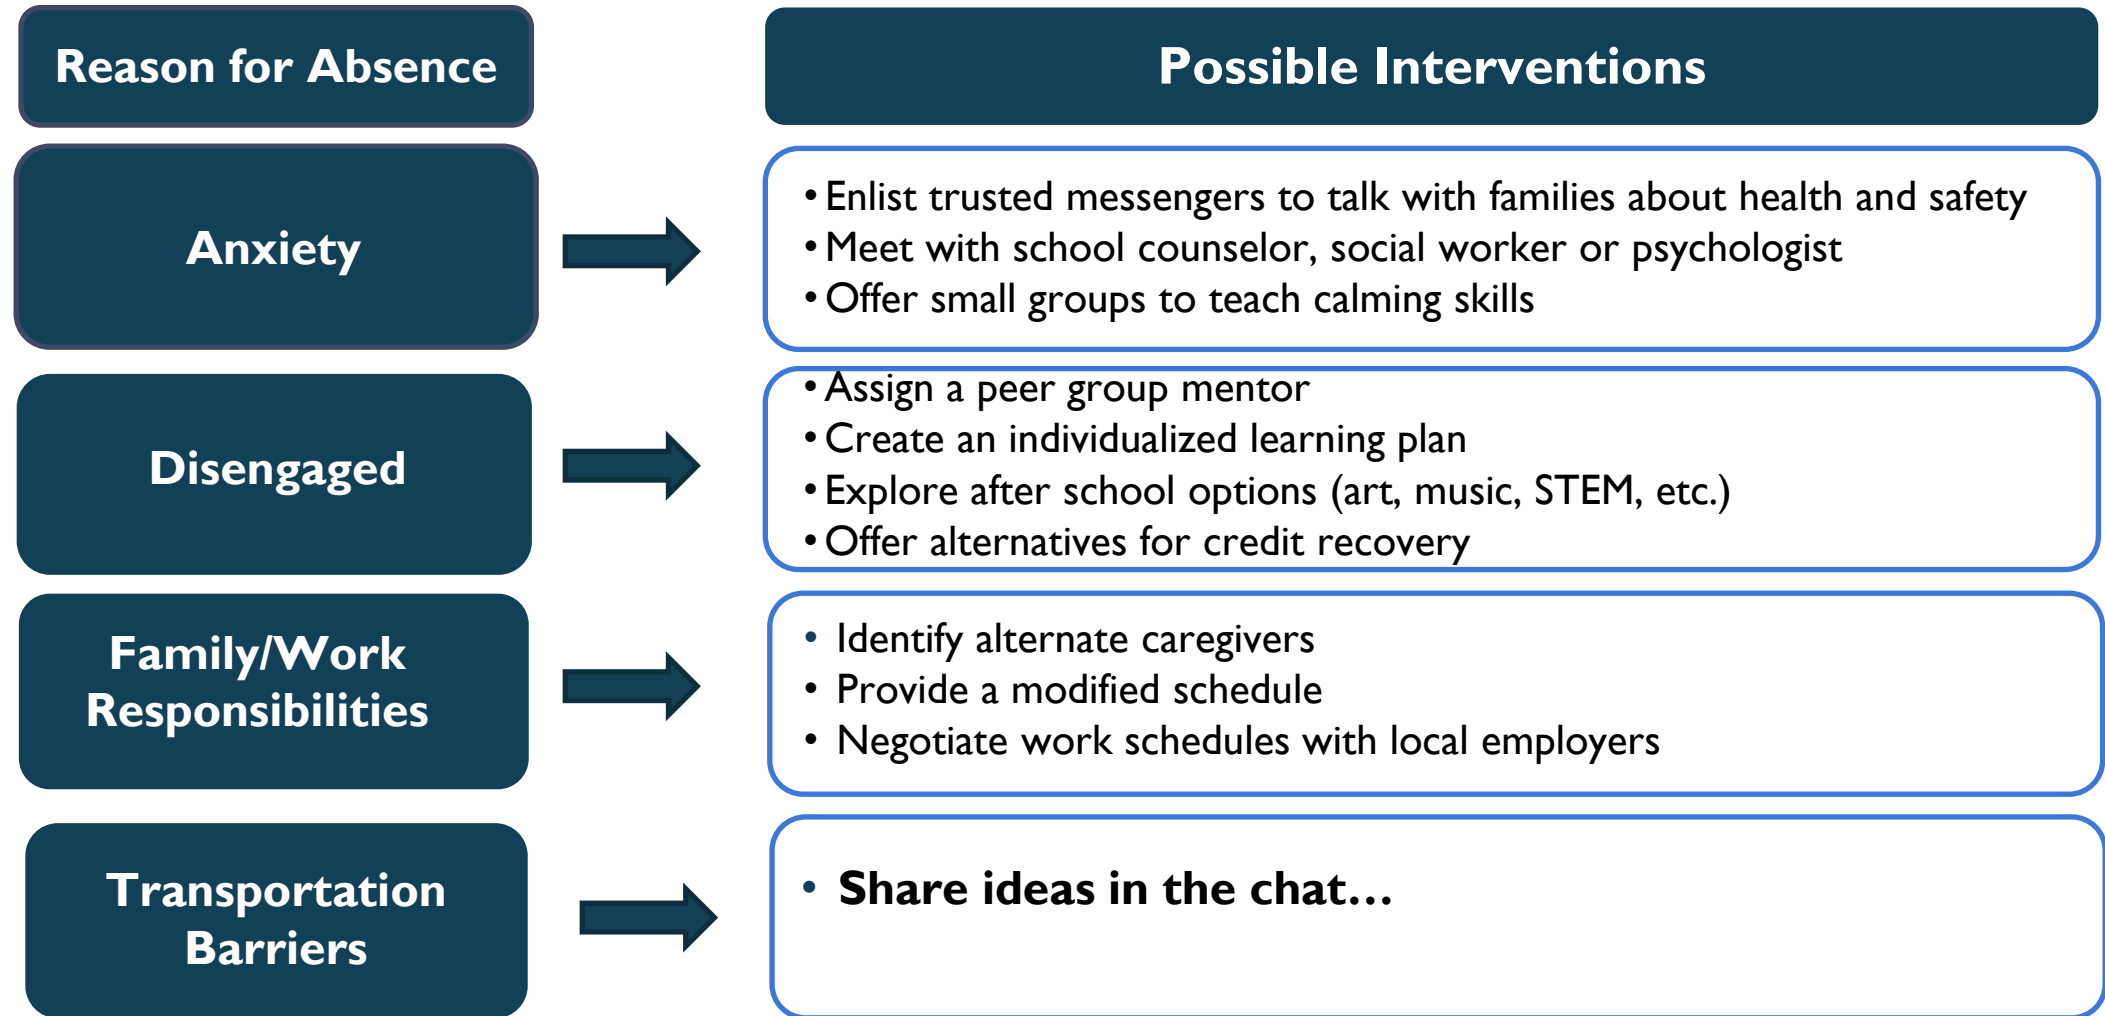 Reason for Absence
Possible Interventions
Anxiety
• Enlist trusted messengers to talk with families about health and safety
• Meet with school counselor, social worker or psychologist
• Offer small groups to teach calming skills
Disengaged
• Assign a peer group mentor
• Create an individualized learning plan
• Explore after school options (art, music, STEM, etc.)
• Offer alternatives for credit recovery
Family/Work
Responsibilities
• Identify alternate caregivers
• Provide a modified schedule
• Negotiate work schedules with local employers
Transportation
Barriers
• Share ideas in the chat…